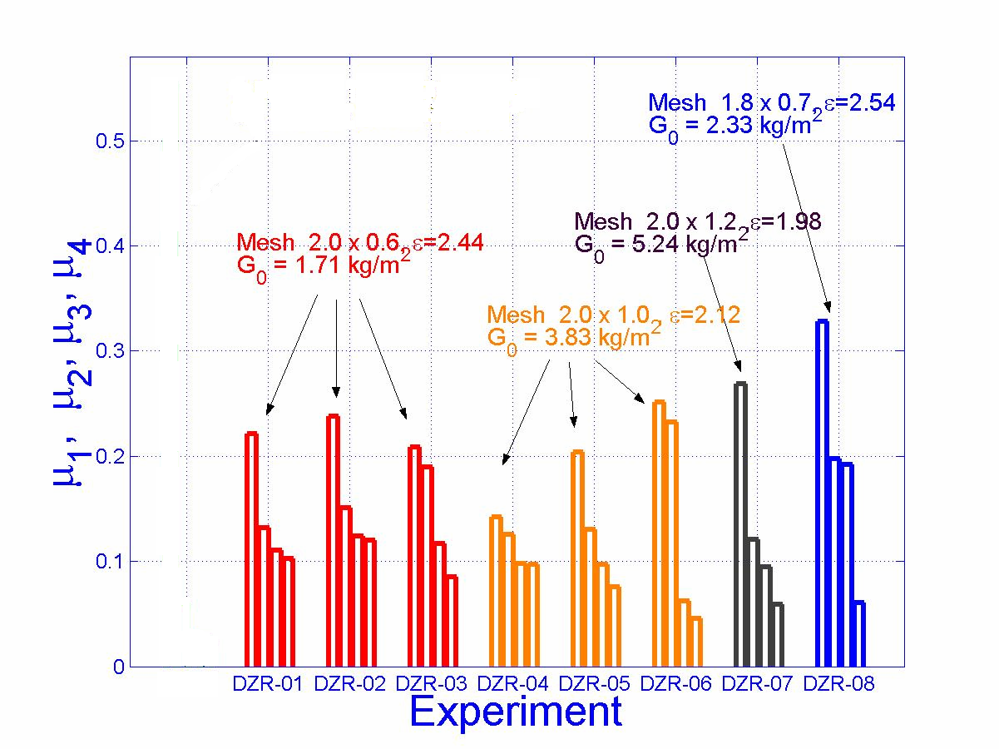 Mesh 1.8 x 0.7, ε=2.54
G0 = 2.33 kg/m2
Mesh 2.0 x 1.2, ε=1.98
G0 = 5.24 kg/m2
Mesh 2.0 x 0.6, ε=2.44
G0 = 1.71 kg/m2
Mesh 2.0 x 1.0, ε=2.12
G0 = 3.83 kg/m2
μ1, μ2, μ3, μ4
0.5
0.4
0.3
0.2
0.1
0
DZR-01 DZR-02 DZR-03 DZR-04 DZR-05 DZR-06 DZR-07 DZR-08
Experiment